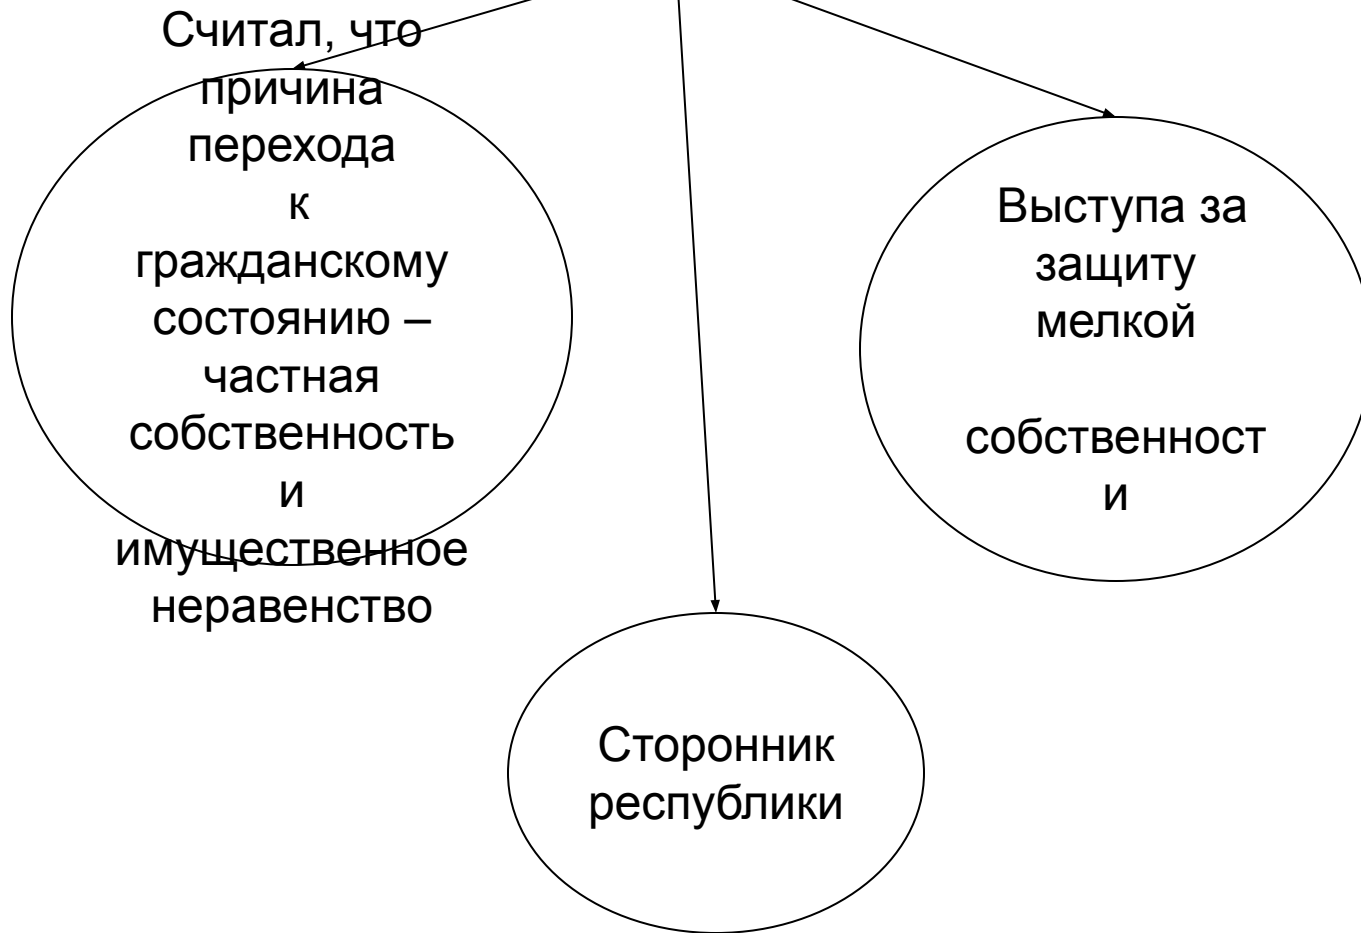 Считал, что
причина
перехода
к
гражданскому
состоянию –
частная
собственность
и
имущественное
неравенство
Выступа за
защиту
мелкой
собственност
и
Сторонник
республики